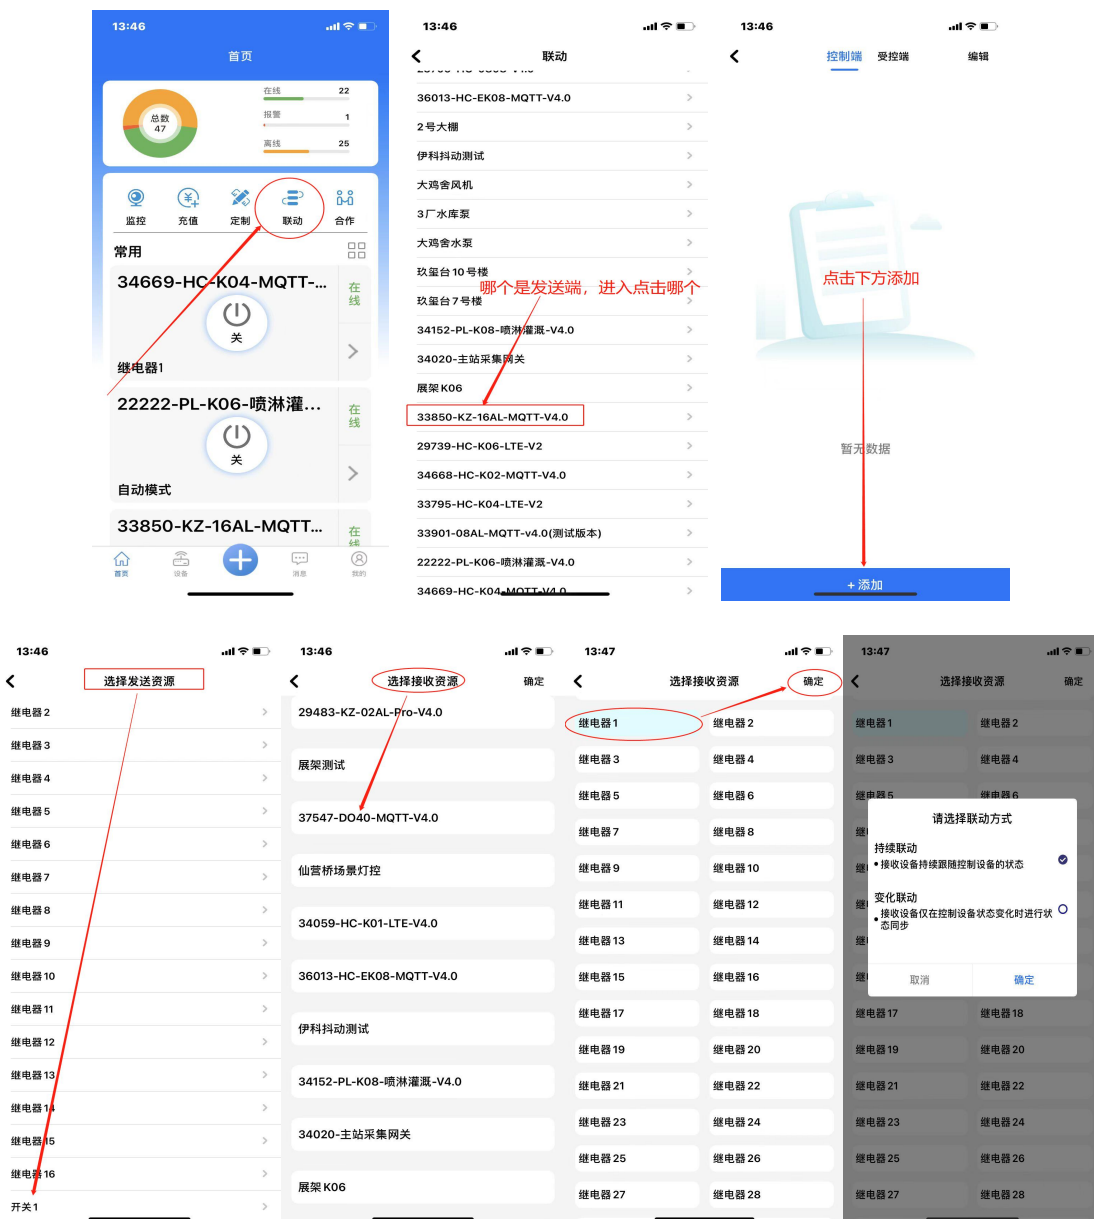 13:46
首页
总数
47
在线 22
报警 1
离线 25
监控 充值 定制 联动 合作
常用
34669-HC-K04-MQTT-...
在线
关
继电器1
22222-PL-K06-喷淋灌...
在线
关
自动模式
33850-KZ-16AL-MQTT...
在线
首页 设备 消息 我的
13:46
联动
36013-HC-EK08-MQTT-V4.0
2号大棚
伊科抖动测试
大鸡舍风机
3厂水库泵
大鸡舍水泵
玖玺台10号楼
哪个是发送端，进入点击哪个
玖玺台7号楼
34152-PL-K08-喷淋灌溉-V4.0
34020-主站采集网关
展架K06
33850-KZ-16AL-MQTT-V4.0
29739-HC-K06-LTE-V2
34668-HC-K02-MQTT-V4.0
33795-HC-K04-LTE-V2
33901-08AL-MQTT-v4.0(测试版本)
22222-PL-K06-喷淋灌溉-V4.0
34669-HC-K04-MQTT-V4.0
13:46
控制端 受控端 编辑
点击下方添加
暂无数据
+添加
13:46
选择发送资源
继电器2
继电器3
继电器4
继电器5
继电器6
继电器7
继电器8
继电器9
继电器10
继电器11
继电器12
继电器13
继电器14
继电器15
继电器16
开关1
13:46
选择接收资源 确定
29483-KZ-02AL-Pro-V4.0
展架测试
37547-DO40-MQTT-V4.0
仙营桥场景灯控
34059-HC-K01-LTE-V4.0
36013-HC-EK08-MQTT-V4.0
伊科抖动测试
34152-PL-K08-喷淋灌溉-V4.0
34020-主站采集网关
展架K06
13:47
选择接收资源 确定
继电器1 继电器2
继电器3 继电器4
继电器5 继电器6
继电器7 继电器8
继电器9 继电器10
继电器11 继电器12
继电器13 继电器14
继电器15 继电器16
继电器17 继电器18
继电器19 继电器20
继电器21 继电器22
继电器23 继电器24
继电器25 继电器26
继电器27 继电器28
13:47
选择接收资源 确定
继电器1 继电器2
继电器3 继电器4
继电器5 继电器6
请选择联动方式
持续联动
•接收设备持续跟随控制设备的状态
变化联动
•接收设备仅在控制设备状态变化时进行状
态同步
取消 确定
继电器17 继电器18
继电器19 继电器20
继电器21 继电器22
继电器23 继电器24
继电器25 继电器26
继电器27 继电器28